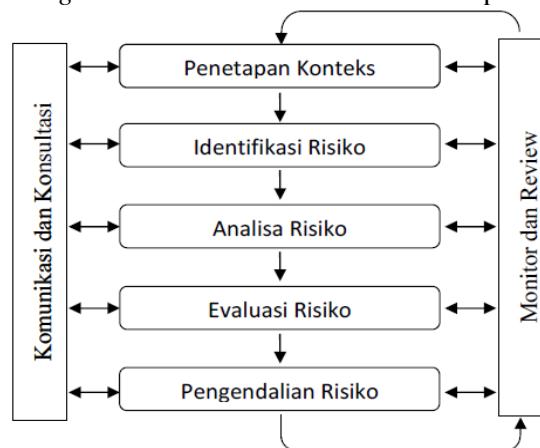 Penetapan Konteks
Identifikasi Risiko
Analisa Risiko
Evaluasi Risiko
Pengendalian Risiko
Komunikasi dan Konsultasi
Monitor dan Review